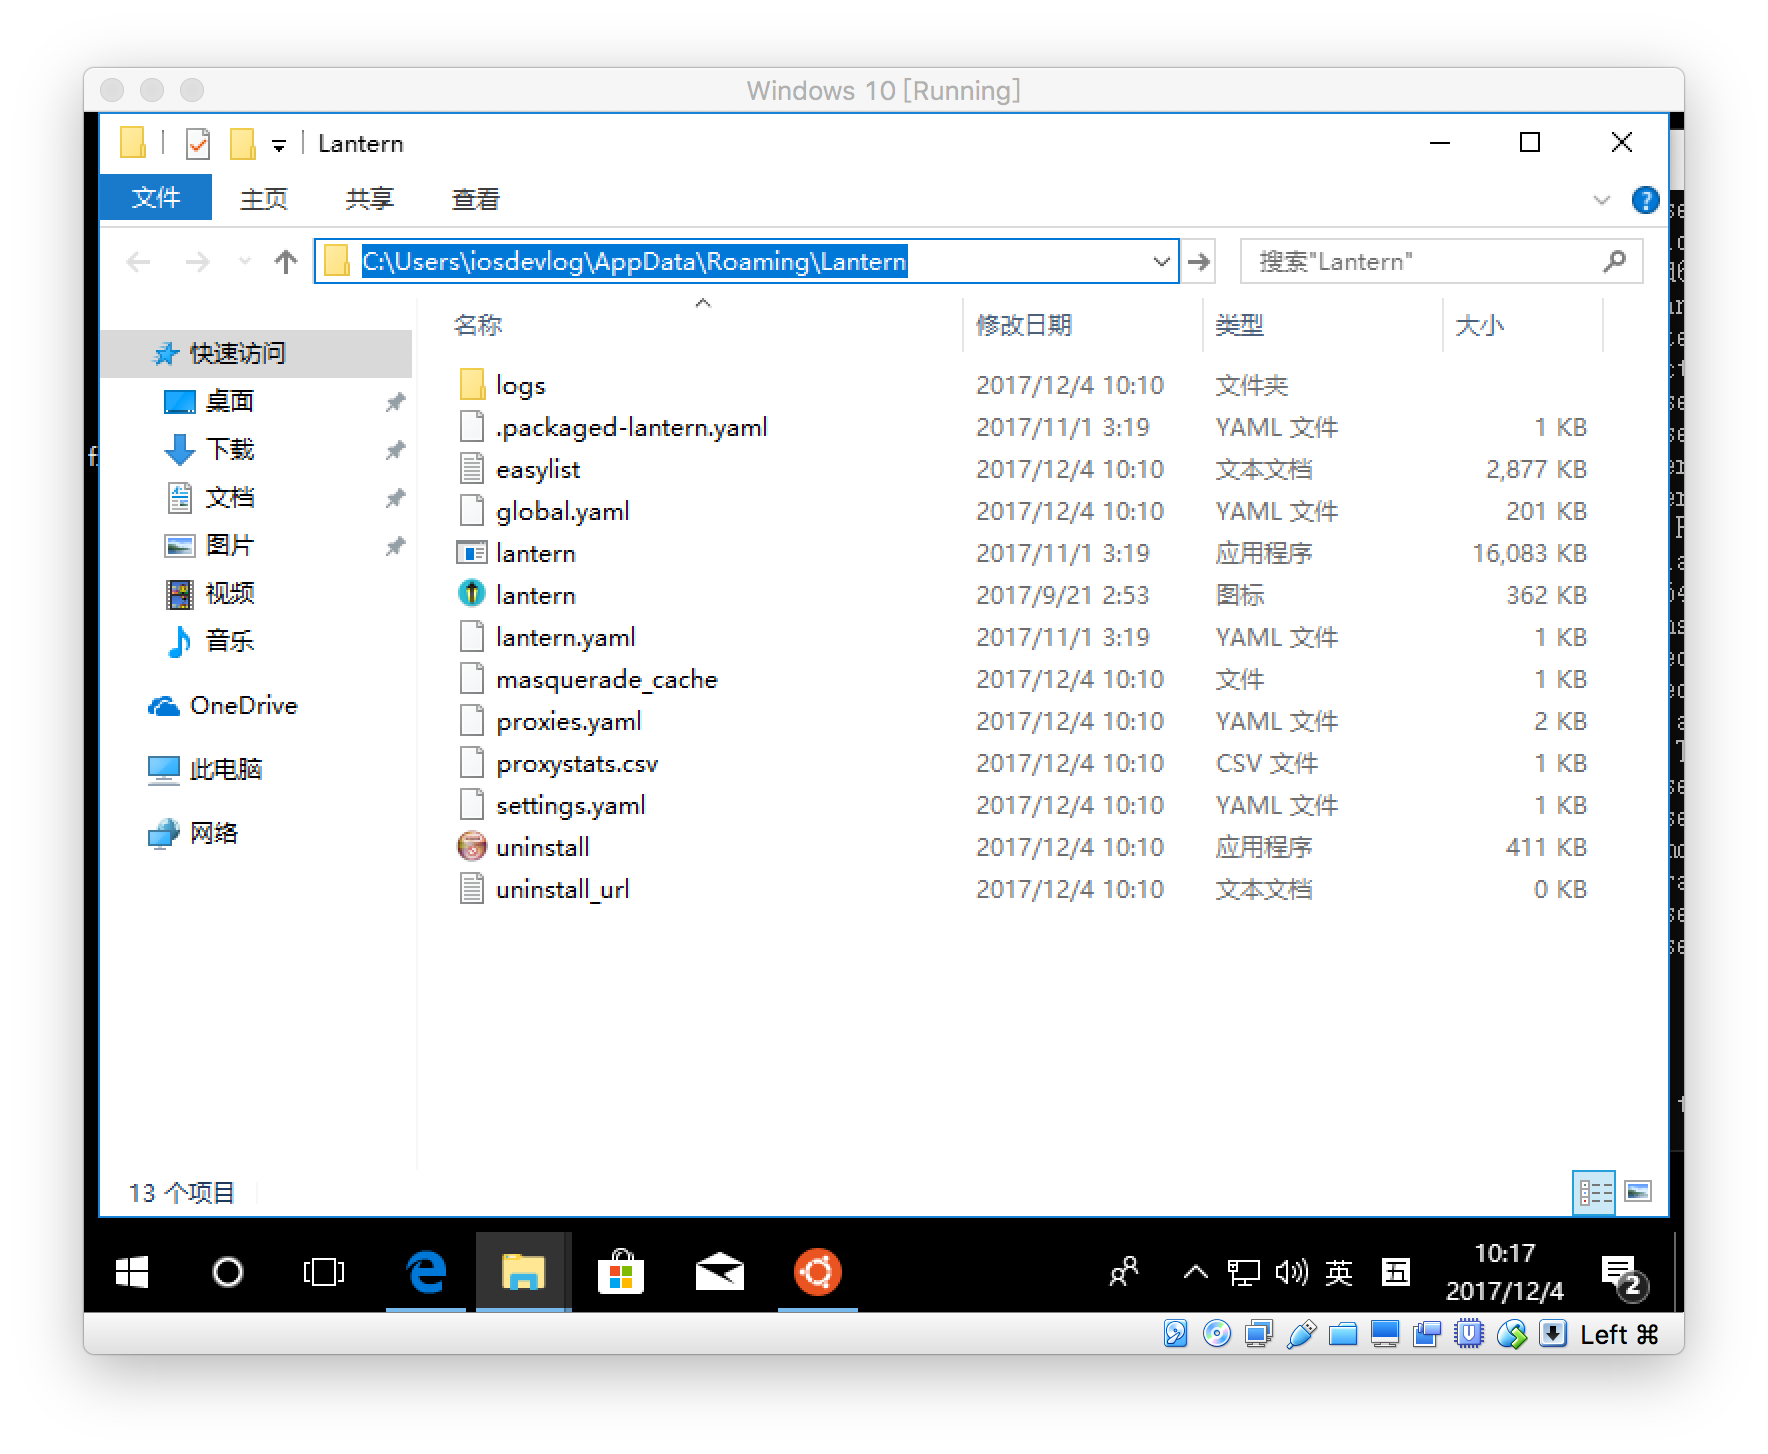 Windows 10 [Running]
Lantern
文件 主页 共享 查看
C:\Users\iosdevlog\AppData\Roaming\Lantern 搜索"Lantern"
名称 修改日期 类型 大小
快速访问
桌面
下载
文档
图片
视频
音乐
OneDrive
此电脑
网络
logs 2017/12/4 10:10 文件夹
.packaged-lantern.yaml 2017/11/1 3:19 YAML 文件 1 KB
easylist 2017/12/4 10:10 文本文档 2,877 KB
global.yaml 2017/12/4 10:10 YAML 文件 201 KB
lantern 2017/11/1 3:19 应用程序 16,083 KB
lantern 2017/9/21 2:53 图标 362 KB
lantern.yaml 2017/11/1 3:19 YAML 文件 1 KB
masquerade_cache 2017/12/4 10:10 文件 1 KB
proxies.yaml 2017/12/4 10:10 YAML 文件 2 KB
proxystats.csv 2017/12/4 10:10 CSV 文件 1 KB
settings.yaml 2017/12/4 10:10 YAML 文件 1 KB
uninstall 2017/12/4 10:10 应用程序 411 KB
uninstall_url 2017/12/4 10:10 文本文档 0 KB
13 个项目
英 五 10:17
2017/12/4
2
Left ⌘